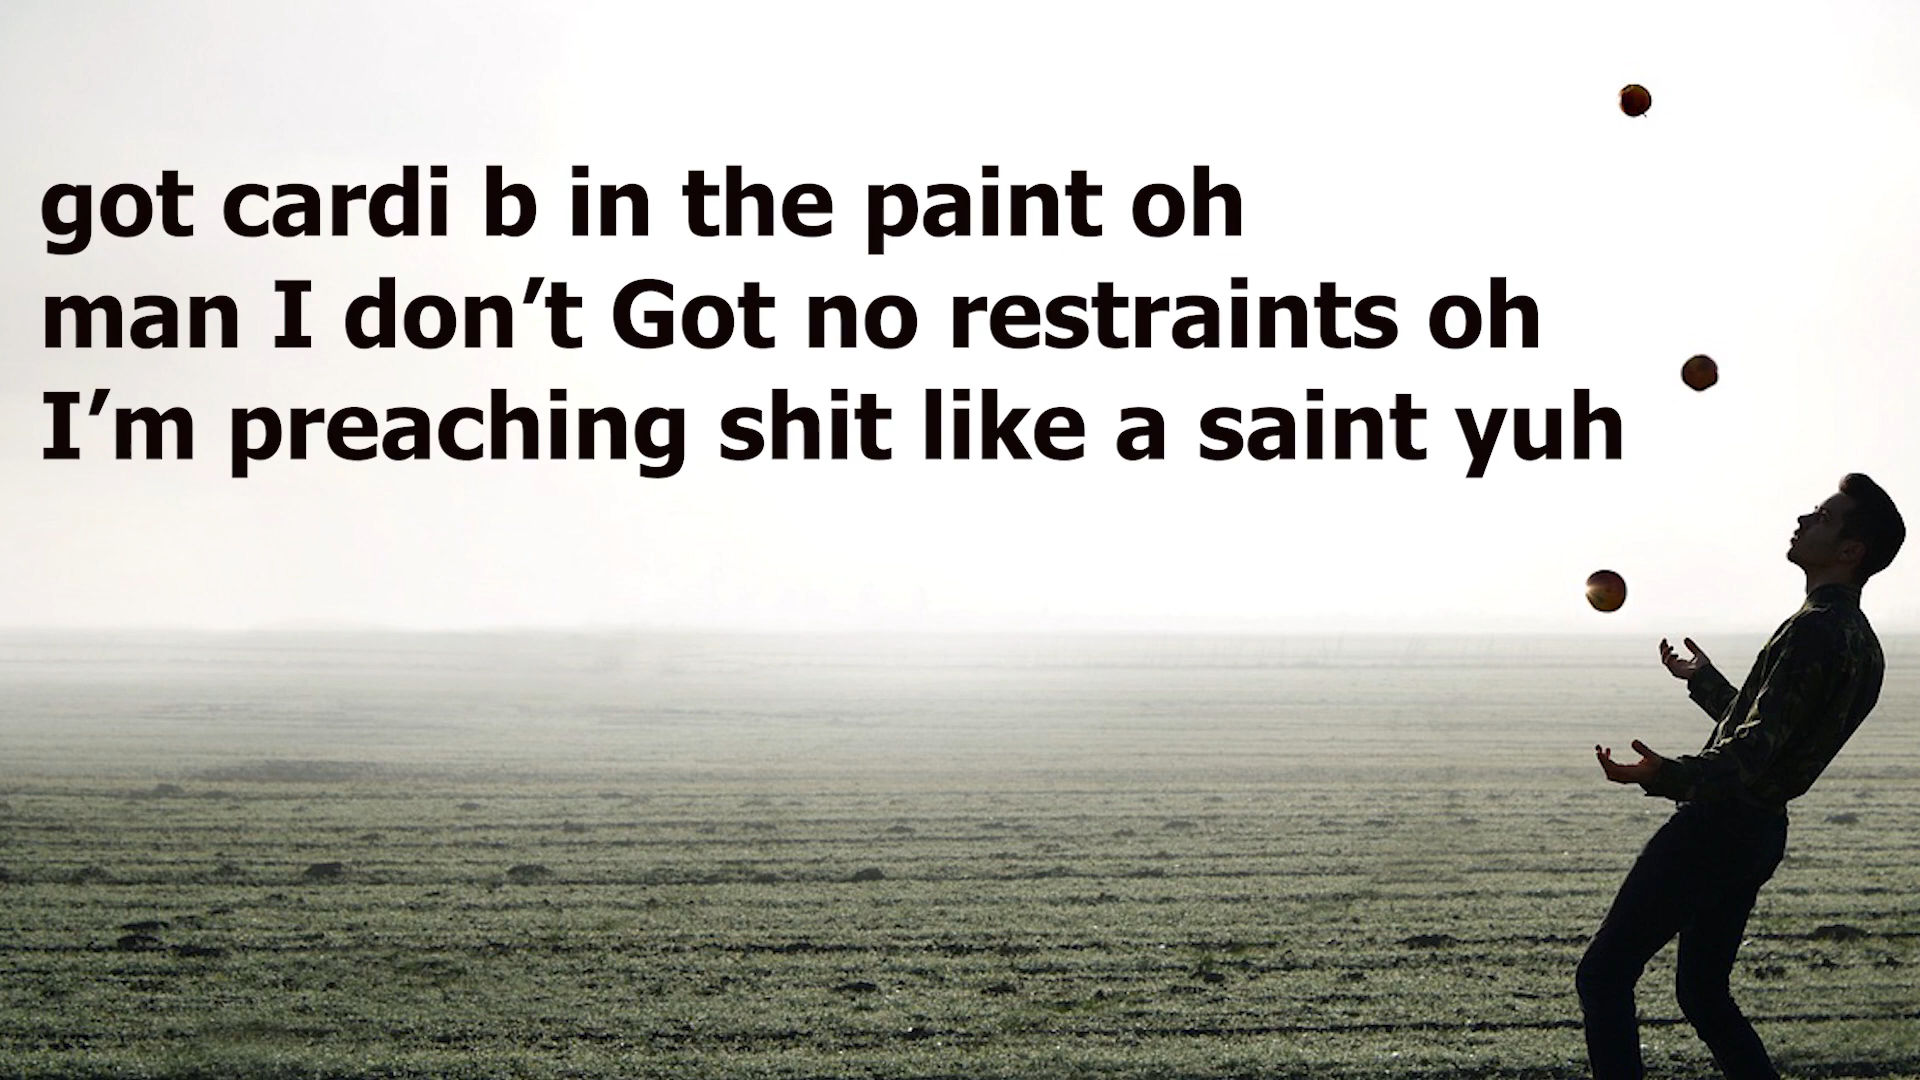 got cardi b in the paint oh
man I don’t Got no restraints oh
I’m preaching shit like a saint yuh